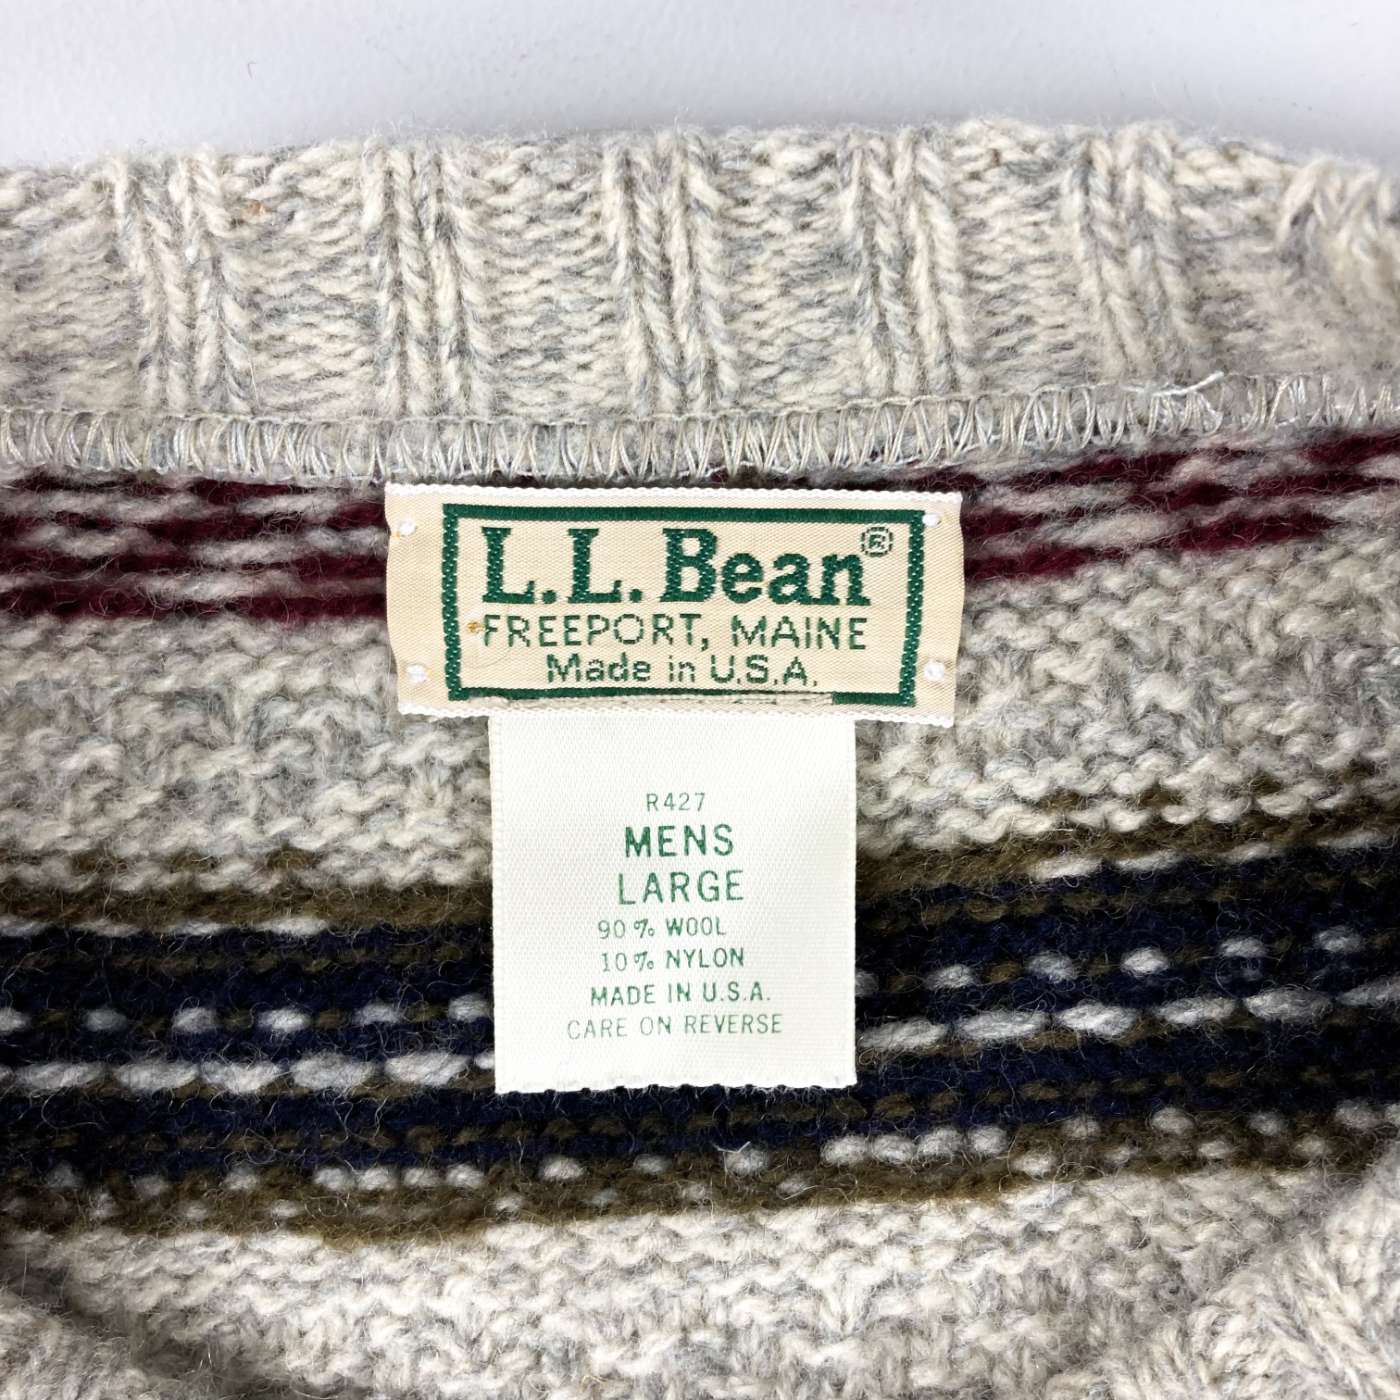 L.L.Bean®
FREEPORT, MAINE
Made in U.S.A.
R427
MENS
LARGE
90% WOOL
10% NYLON
MADE IN U.S.A.
CARE ON REVERSE